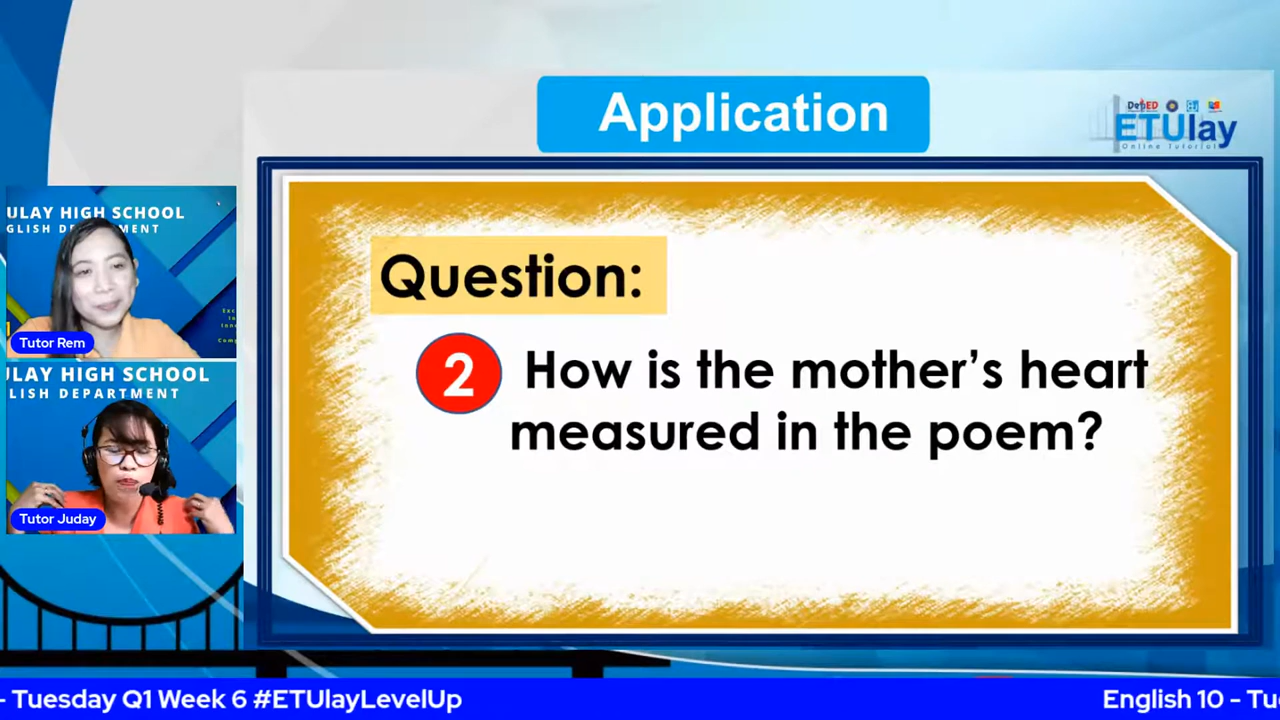 Application
DepED
ETUlay
Online Tutorial
ULAY HIGH SCHOOL
GLISH DEPARTMENT
Tutor Rem
ULAY HIGH SCHOOL
LISH DEPARTMENT
Tutor Juday
Question:
2 How is the mother's heart
measured in the poem?
- Tuesday Q1 Week 6 #ETUlayLevelUp
English 10 - Tue